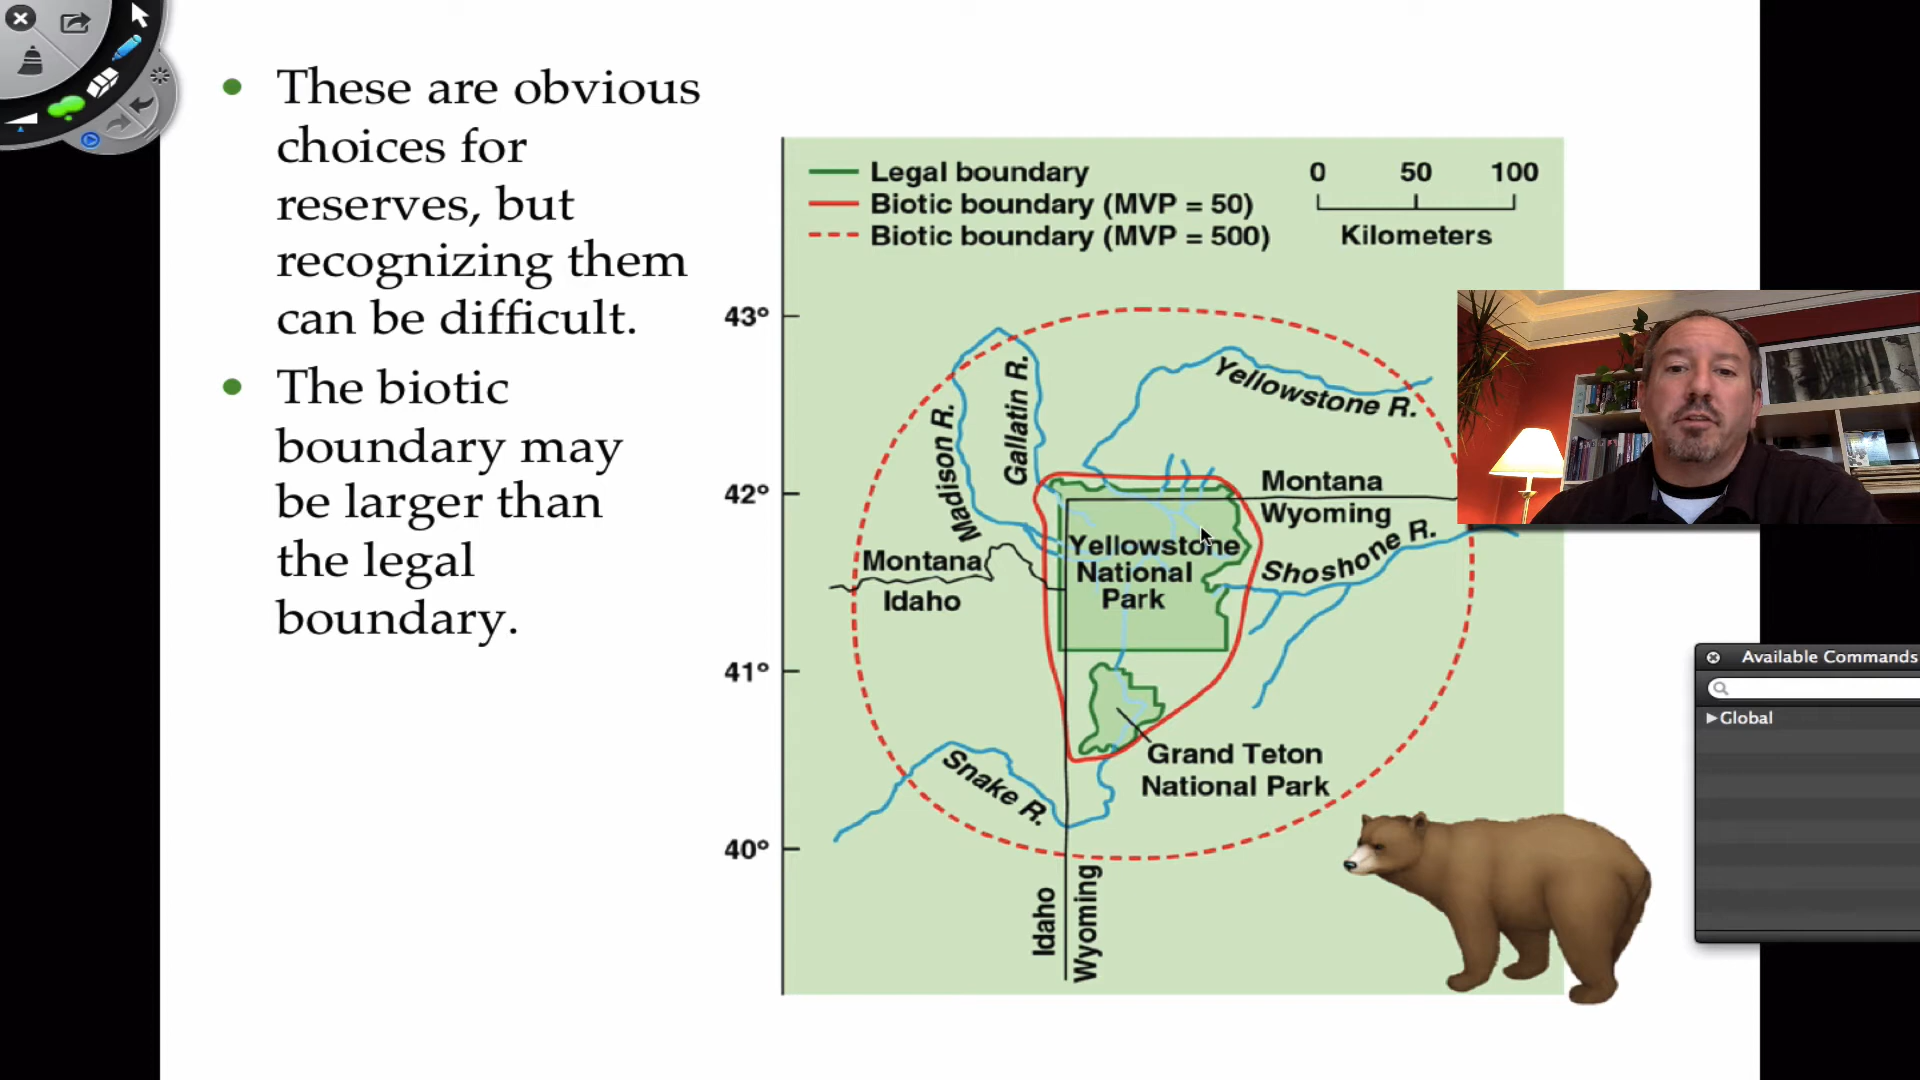 These are obvious
choices for
reserves, but
recognizing them
can be difficult.
The biotic
boundary may
be larger than
the legal
boundary.
Legal boundary
Biotic boundary (MVP = 50)
Biotic boundary (MVP = 500)
0 50 100
Kilometers
43°
42°
41°
40°
Madison R.
Gallatin R.
Yellowstone R.
Montana
Wyoming
Shoshone R.
Montana
Idaho
Yellowstone
National
Park
Grand Teton
National Park
Snake R.
Idaho
Wyoming
Available Commands
Global